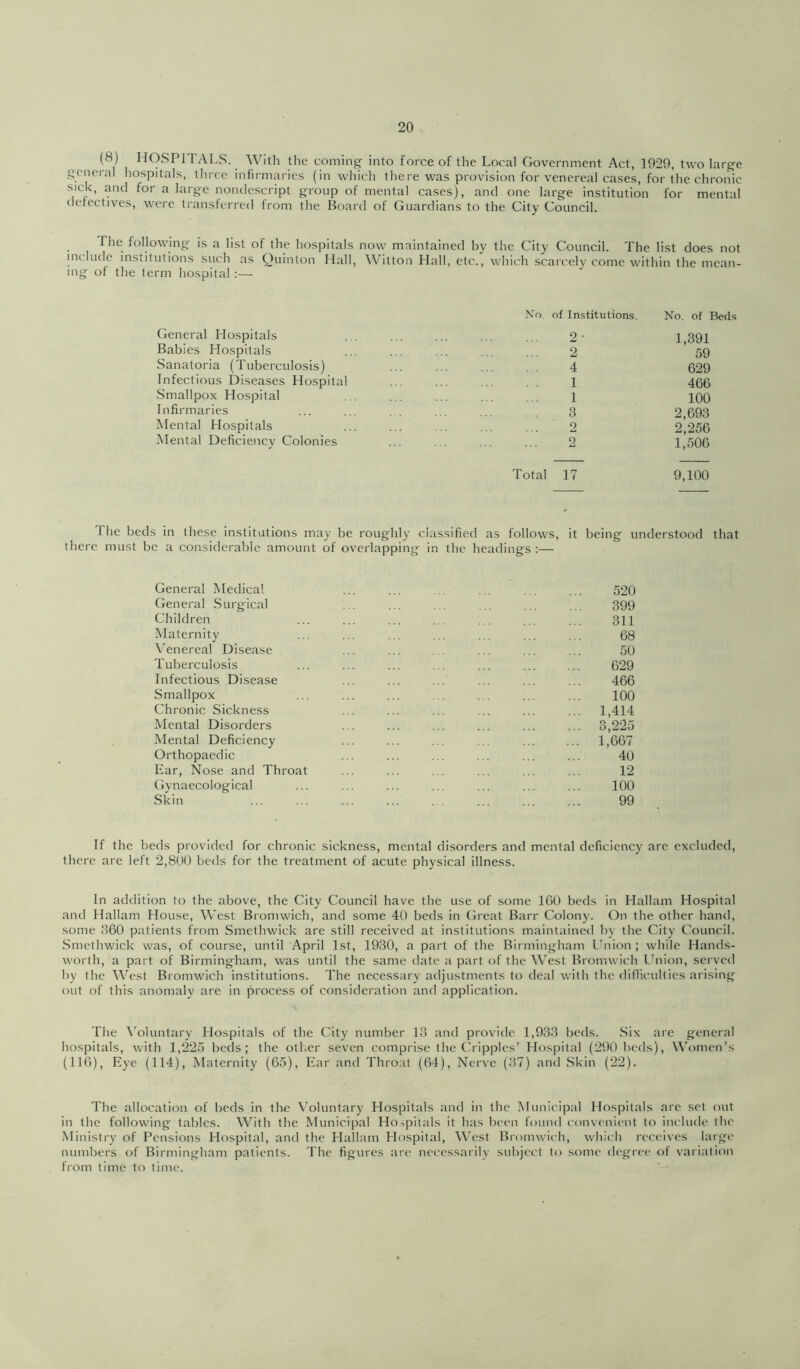 20
(8) HOSPITALS. With the coming into force of the Local Government Act, 1929, two large
general hospitals, three infirmaries (in which there was provision for venereal cases, for the chronic
sick, and for a large nondescript group of mental cases), and one large institution for mental
defectives, were transferred from the Board of Guardians to the City Council.
The following is a list of the hospitals now maintained by the City Council. The list does not
include institutions such as Quinton Hall, Witton Hall, etc., which scarcely come within the mean-
ing of the term hospital :—
No. of Institutions. No. of Beds
General Hospitals ... ... ... ... ... 2 1,391
Babies Hospitals ... ... ... ... ... 2 59
Sanatoria (Tuberculosis) ... ... ... ... 4 629
Infectious Diseases Hospital ... ... ... ... 1 466
Smallpox Hospital ... ... ... ... ... 1 100
Infirmaries ... ... ... ... ... ... 3 2,693
Mental Hospitals ... ... ... ... ... 2 2,256
Mental Deficiency Colonies ... ... ... ... 2 1,506
Total 17 9,100
The beds in these institutions may be roughly classified as follows, it being understood that
there must be a considerable amount of overlapping in the headings :—
General Medical ... ... ... ... ... ... 520
General Surgical ... ... ... ... ... ... 399
Children ... ... ... ... ... ... ... 311
Maternity ... ... ... ... ... ... ... 68
Venereal Disease ... ... ... ... ... ... 50
Tuberculosis ... ... ... ... ... ... ... 629
Infectious Disease ... ... ... ... ... ... 466
Smallpox ... ... ... ... ... ... ... 100
Chronic Sickness ... ... ... ... ... ... 1,414
Mental Disorders ... ... ... ... ... ... 3,225
Mental Deficiency ... ... ... ... ... ... 1,667
Orthopaedic ... ... ... ... ... ... 40
Ear, Nose and Throat ... ... ... ... ... ... 12
Gynaecological ... ... ... ... ... ... ... 100
Skin ... ... ... ... ... ... ... ... 99
If the beds provided for chronic sickness, mental disorders and mental deficiency are excluded,
there are left 2,800 beds for the treatment of acute physical illness.
In addition to the above, the City Council have the use of some 160 beds in Hallam Hospital
and Hallam House, West Bromwich, and some 40 beds in Great Barr Colony. On the other hand,
some 360 patients from Smethwick are still received at institutions maintained by the City Council.
Smethwick was, of course, until April 1st, 1930, a part of the Birmingham Union ; while Hands-
worth, a part of Birmingham, was until the same date a part of the West Bromwich Union, served
by the West Bromwich institutions. The necessary adjustments to deal with the difficulties arising
out of this anomaly are in process of consideration and application.
The Voluntary Hospitals of the City number 13 and provide 1,933 beds. Six are general
hospitals, with 1,225 beds; the other seven comprise the Cripples' Hospital (290 beds), Women's
(116), Eye (114), Maternity (65), Ear and Throat (64), Nerve (37) and Skin (22).
The allocation of beds in the Voluntary Hospitals and in the Municipal Hospitals are set out
in the following tables. With the Municipal Hospitals it has been found convenient to include the
Ministry of Pensions Hospital, and the Hallam Hospital, West Bromwich, which receives large
numbers of Birmingham patients. The figures are necessarily subject to some degree of variation
from time to time.